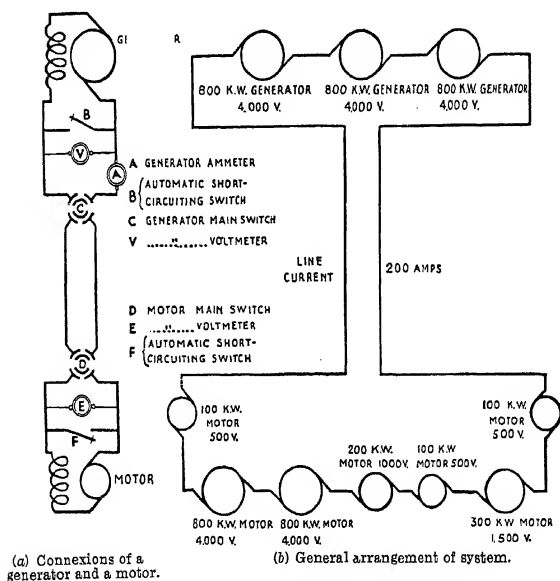 800 K.W. GENERATOR
4,000 V.
800 K.W. GENERATOR
4,000 V.
800 K.W. GENERATOR
4,000 V.
B
V
A
C
A GENERATOR AMMETER
B { AUTOMATIC SHORT-
CIRCUITING SWITCH
C GENERATOR MAIN SWITCH
V ....."...... VOLTMETER
LINE
CURRENT
200 AMPS
D MOTOR MAIN SWITCH
E ....."...... VOLTMETER
F { AUTOMATIC SHORT-
CIRCUITING SWITCH
D
E
F
MOTOR
100 K.W.
MOTOR
500 V.
100 K.W.
MOTOR
500 V.
200 K.W.
MOTOR 1000V.
100 K.W
MOTOR 500V.
800 K.W. MOTOR
4,000 V.
800 K.W. MOTOR
4,000 V.
300 KW MOTOR
1,500 V.
(a) Connexions of a
generator and a motor.
(b) General arrangement of system.